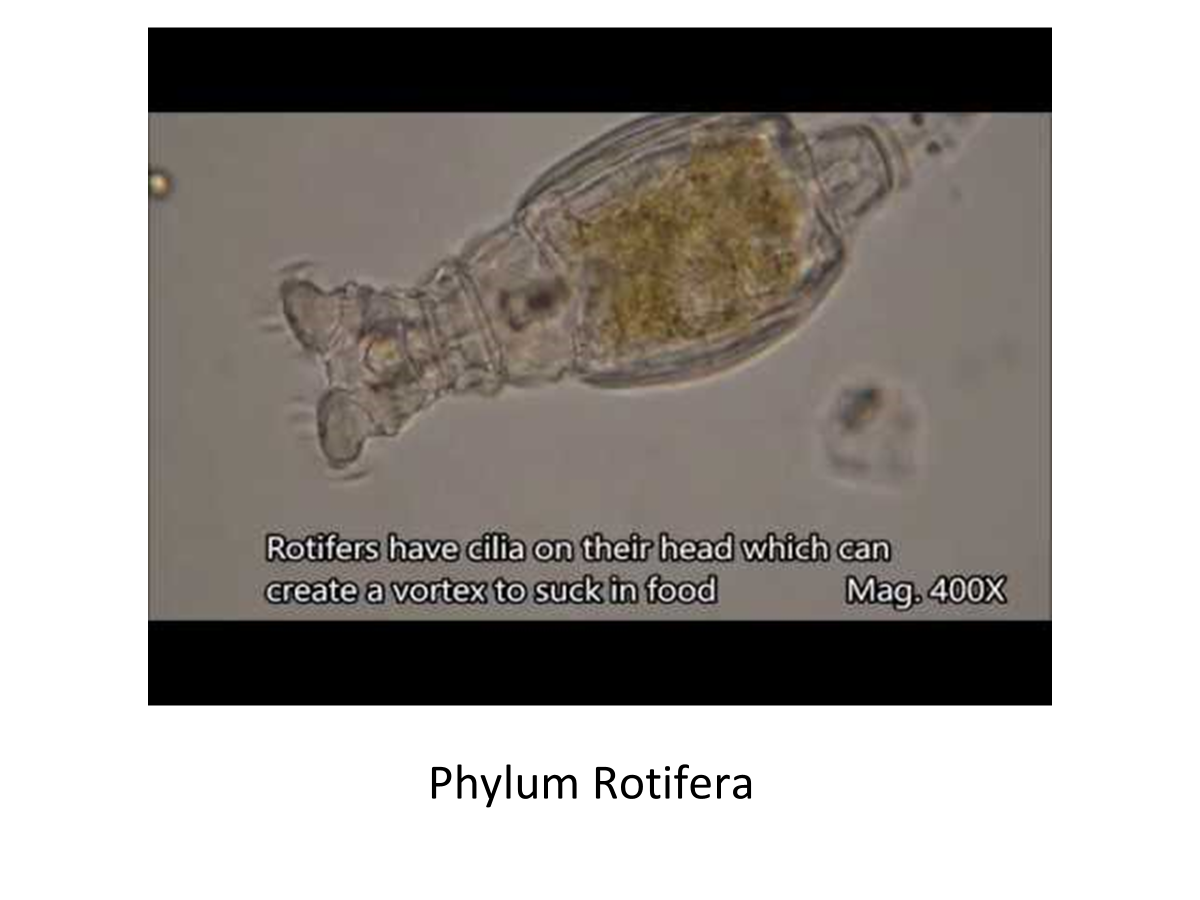 Rotifers have cilia on their head which can
create a vortex to suck in food
Mag. 400X
Phylum Rotifera